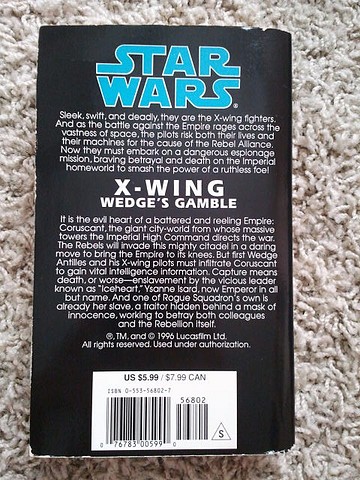 STAR
WARS®
Sleek, swift, and deadly, they are the X-wing fighters.
And as the battle against the Empire rages across the
vastness of space, the pilots risk both their lives and
their machines for the cause of the Rebel Alliance.
Now they must embark on a dangerous espionage
mission, braving betrayal and death on the Imperial
homeworld to smash the power of a ruthless foe!
X-WING
WEDGE'S GAMBLE
It is the evil heart of a battered and reeling Empire:
Coruscant, the giant city-world from whose massive
towers the Imperial High Command directs the war.
The Rebels will invade this mighty citadel in a daring
move to bring the Empire to its knees. But first Wedge
Antilles and his X-wing pilots must infiltrate Coruscant
to gain vital intelligence information. Capture means
death, or worse—enslavement by the vicious leader
known as "Iceheart," Ysanne Isard, now Emperor in all
but name. And one of Rogue Squadron's own is
already her slave, a traitor hidden behind a mask of
innocence, working to betray both colleagues
and the Rebellion itself.
®, TM, and © 1996 Lucasfilm Ltd.
All rights reserved. Used under authorization.
US $5.99 / $7.99 CAN
ISBN 0-553-56802-7
56802
0 76783 00599 0
S